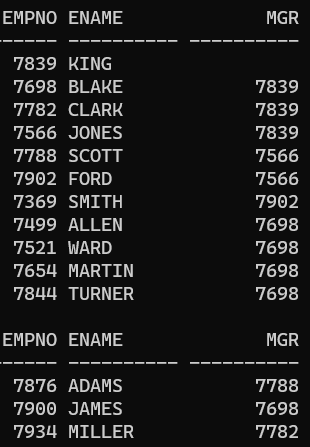 EMPNO ENAME             MGR
------ ---------- ----------
  7839 KING
  7698 BLAKE            7839
  7782 CLARK            7839
  7566 JONES            7839
  7788 SCOTT            7566
  7902 FORD             7566
  7369 SMITH            7902
  7499 ALLEN            7698
  7521 WARD             7698
  7654 MARTIN           7698
  7844 TURNER           7698

EMPNO ENAME             MGR
------ ---------- ----------
  7876 ADAMS            7788
  7900 JAMES            7698
  7934 MILLER           7782